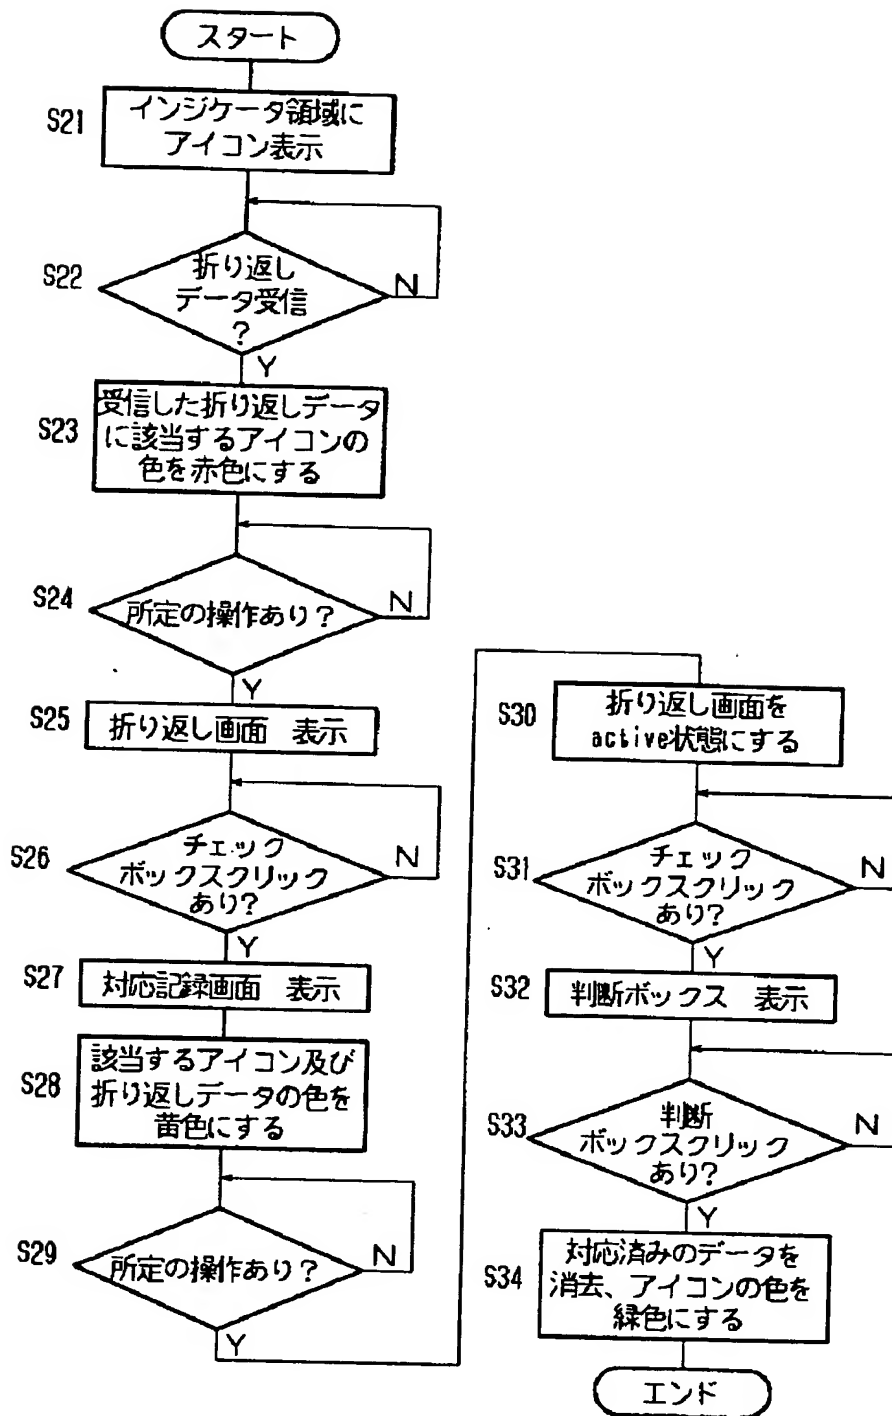 スタート
S21
インジケータ領域に
アイコン表示
S22
折り返し
データ受信
?
N
Y
S23
受信した折り返しデータ
に該当するアイコンの
色を赤色にする
S24
所定の操作あり?
N
Y
S25
折り返し画面 表示
S26
チェック
ボックスクリック
あり?
N
Y
S27
対応記録画面 表示
S28
該当するアイコン及び
折り返しデータの色を
黄色にする
S29
所定の操作あり?
N
Y
S30
折り返し画面を
active状態にする
S31
チェック
ボックスクリック
あり?
N
Y
S32
判断ボックス 表示
S33
判断
ボックスクリック
あり?
N
Y
S34
対応済みのデータを
消去、アイコンの色を
緑色にする
エンド